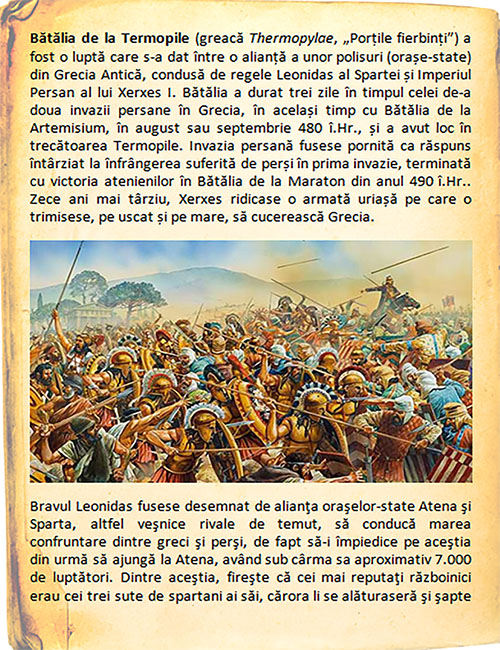 Bătălia de la Termopile (greacă Thermopylae, „Porțile fierbinți”) a
fost o luptă care s-a dat între o alianță a unor polisuri (orașe-state)
din Grecia Antică, condusă de regele Leonidas al Spartei și Imperiul
Persan al lui Xerxes I. Bătălia a durat trei zile în timpul celei de-a
doua invazii persane în Grecia, în același timp cu Bătălia de la
Artemisium, în august sau septembrie 480 î.Hr., și a avut loc în
trecătoarea Termopile. Invazia persană fusese pornită ca răspuns
întârziat la înfrângerea suferită de perși în prima invazie, terminată
cu victoria atenienilor în Bătălia de la Maraton din anul 490 î.Hr..
Zece ani mai târziu, Xerxes ridicase o armată uriașă pe care o
trimisese, pe uscat și pe mare, să cucerească Grecia.
Bravul Leonidas fusese desemnat de alianţa oraşelor-state Atena şi
Sparta, altfel veşnice rivale de temut, să conducă marea
confruntare dintre greci şi perşi, de fapt să-i împiedice pe aceştia
din urmă să ajungă la Atena, având sub cârma sa aproximativ 7.000
de luptători. Dintre aceştia, fireşte că cei mai reputaţi războinici
erau cei trei sute de spartani ai săi, cărora li se alăturaseră şi şapte